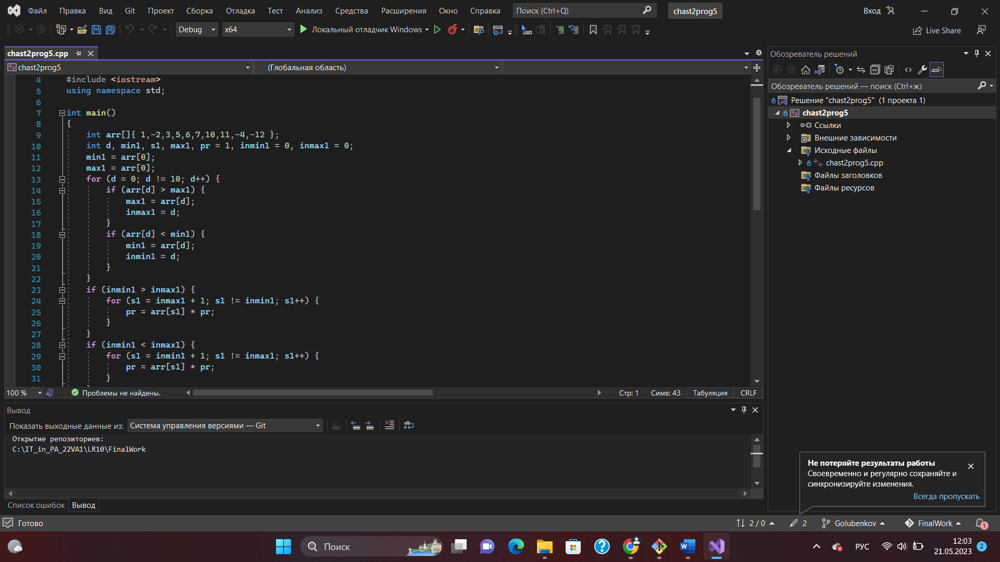 Файл Правка Вид Git Проект Сборка Отладка Тест Анализ Средства Расширения Окно Справка Поиск (Ctrl+Q) chast2prog5 Вход
Debug x64 Локальный отладчик Windows Live Share
chast2prog5.cpp
chast2prog5 (Глобальная область)
4 #include <iostream>
5 using namespace std;
6
7 int main()
8 {
9 int arr[]{ 1,-2,3,5,6,7,10,11,-4,-12 };
10 int d, min1, s1, max1, pr = 1, inmin1 = 0, inmax1 = 0;
11 min1 = arr[0];
12 max1 = arr[0];
13 for (d = 0; d != 10; d++) {
14 if (arr[d] > max1) {
15 max1 = arr[d];
16 inmax1 = d;
17 }
18 if (arr[d] < min1) {
19 min1 = arr[d];
20 inmin1 = d;
21 }
22 }
23 if (inmin1 > inmax1) {
24 for (s1 = inmax1 + 1; s1 != inmin1; s1++) {
25 pr = arr[s1] * pr;
26 }
27 }
28 if (inmin1 < inmax1) {
29 for (s1 = inmin1 + 1; s1 != inmax1; s1++) {
30 pr = arr[s1] * pr;
31 }
100 % Проблемы не найдены. Стр: 1 Симв: 43 Табуляция CRLF
Вывод
Показать выходные данные из: Система управления версиями — Git
Открытие репозиториев:
C:\IT_in_PA_22VA1\LR10\FinalWork
Список ошибок Вывод
Обозреватель решений
Обозреватель решений — поиск (Ctrl+ж)
Решение "chast2prog5" (1 проекта 1)
chast2prog5
Ссылки
Внешние зависимости
Исходные файлы
chast2prog5.cpp
Файлы заголовков
Файлы ресурсов
Не потеряйте результаты работы
Своевременно и регулярно сохраняйте и
синхронизируйте изменения.
Всегда пропускать
Готово 2 / 0 2 Golubenkov FinalWork 1
Поиск РУС 12:03 2
21.05.2023